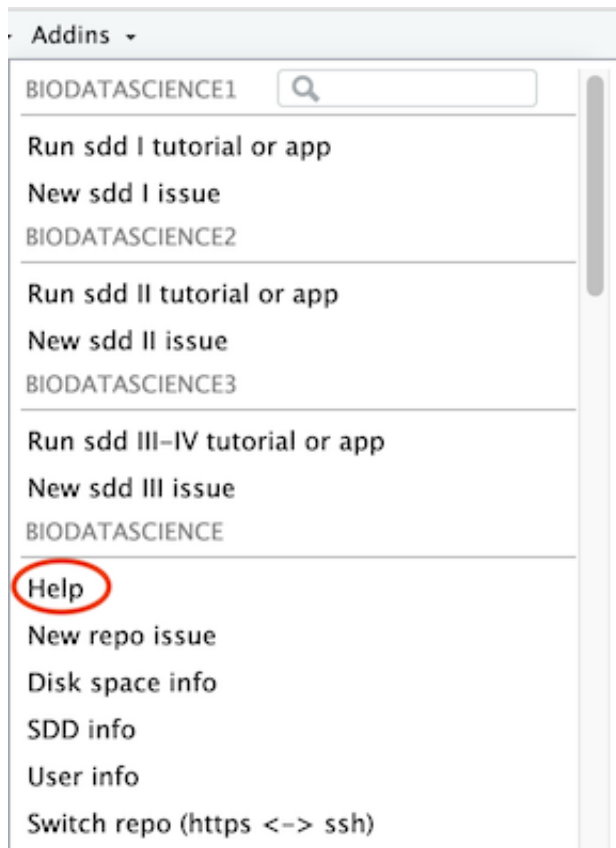 Addins
BIODATASCIENCE1
Run sdd I tutorial or app
New sdd I issue
BIODATASCIENCE2
Run sdd II tutorial or app
New sdd II issue
BIODATASCIENCE3
Run sdd III-IV tutorial or app
New sdd III issue
BIODATASCIENCE
Help
New repo issue
Disk space info
SDD info
User info
Switch repo (https <-> ssh)